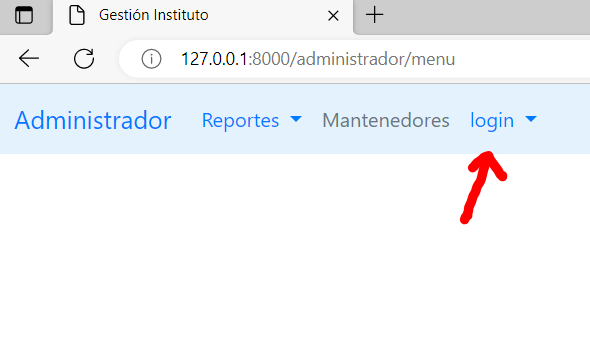 Gestión Instituto
127.0.0.1:8000/administrador/menu
Administrador Reportes Mantenedores login